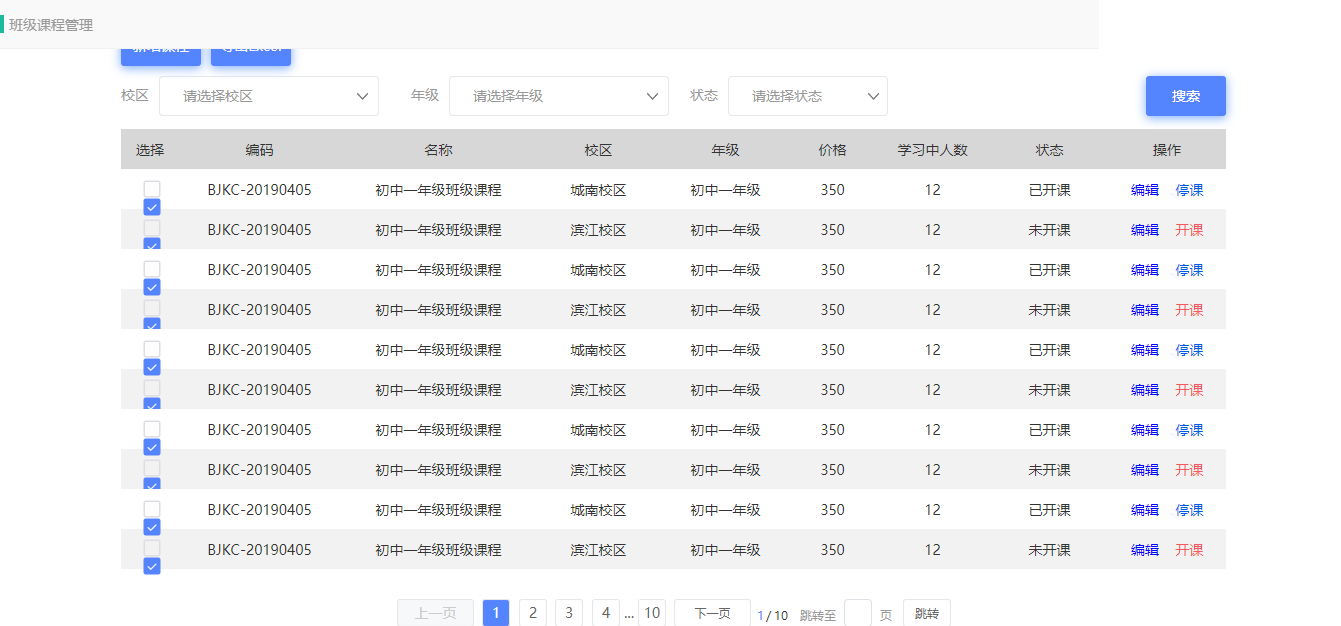 班级课程管理
校区 请选择校区 年级 请选择年级 状态 请选择状态 搜索
选择 编码 名称 校区 年级 价格 学习中人数 状态 操作
BJKC-20190405 初中一年级班级课程 城南校区 初中一年级 350 12 已开课 编辑 停课
BJKC-20190405 初中一年级班级课程 滨江校区 初中一年级 350 12 未开课 编辑 开课
BJKC-20190405 初中一年级班级课程 城南校区 初中一年级 350 12 已开课 编辑 停课
BJKC-20190405 初中一年级班级课程 滨江校区 初中一年级 350 12 未开课 编辑 开课
BJKC-20190405 初中一年级班级课程 城南校区 初中一年级 350 12 已开课 编辑 停课
BJKC-20190405 初中一年级班级课程 滨江校区 初中一年级 350 12 未开课 编辑 开课
BJKC-20190405 初中一年级班级课程 城南校区 初中一年级 350 12 已开课 编辑 停课
BJKC-20190405 初中一年级班级课程 滨江校区 初中一年级 350 12 未开课 编辑 开课
BJKC-20190405 初中一年级班级课程 城南校区 初中一年级 350 12 已开课 编辑 停课
BJKC-20190405 初中一年级班级课程 滨江校区 初中一年级 350 12 未开课 编辑 开课
上一页 1 2 3 4 ... 10 下一页 1 / 10 跳转至 页 跳转